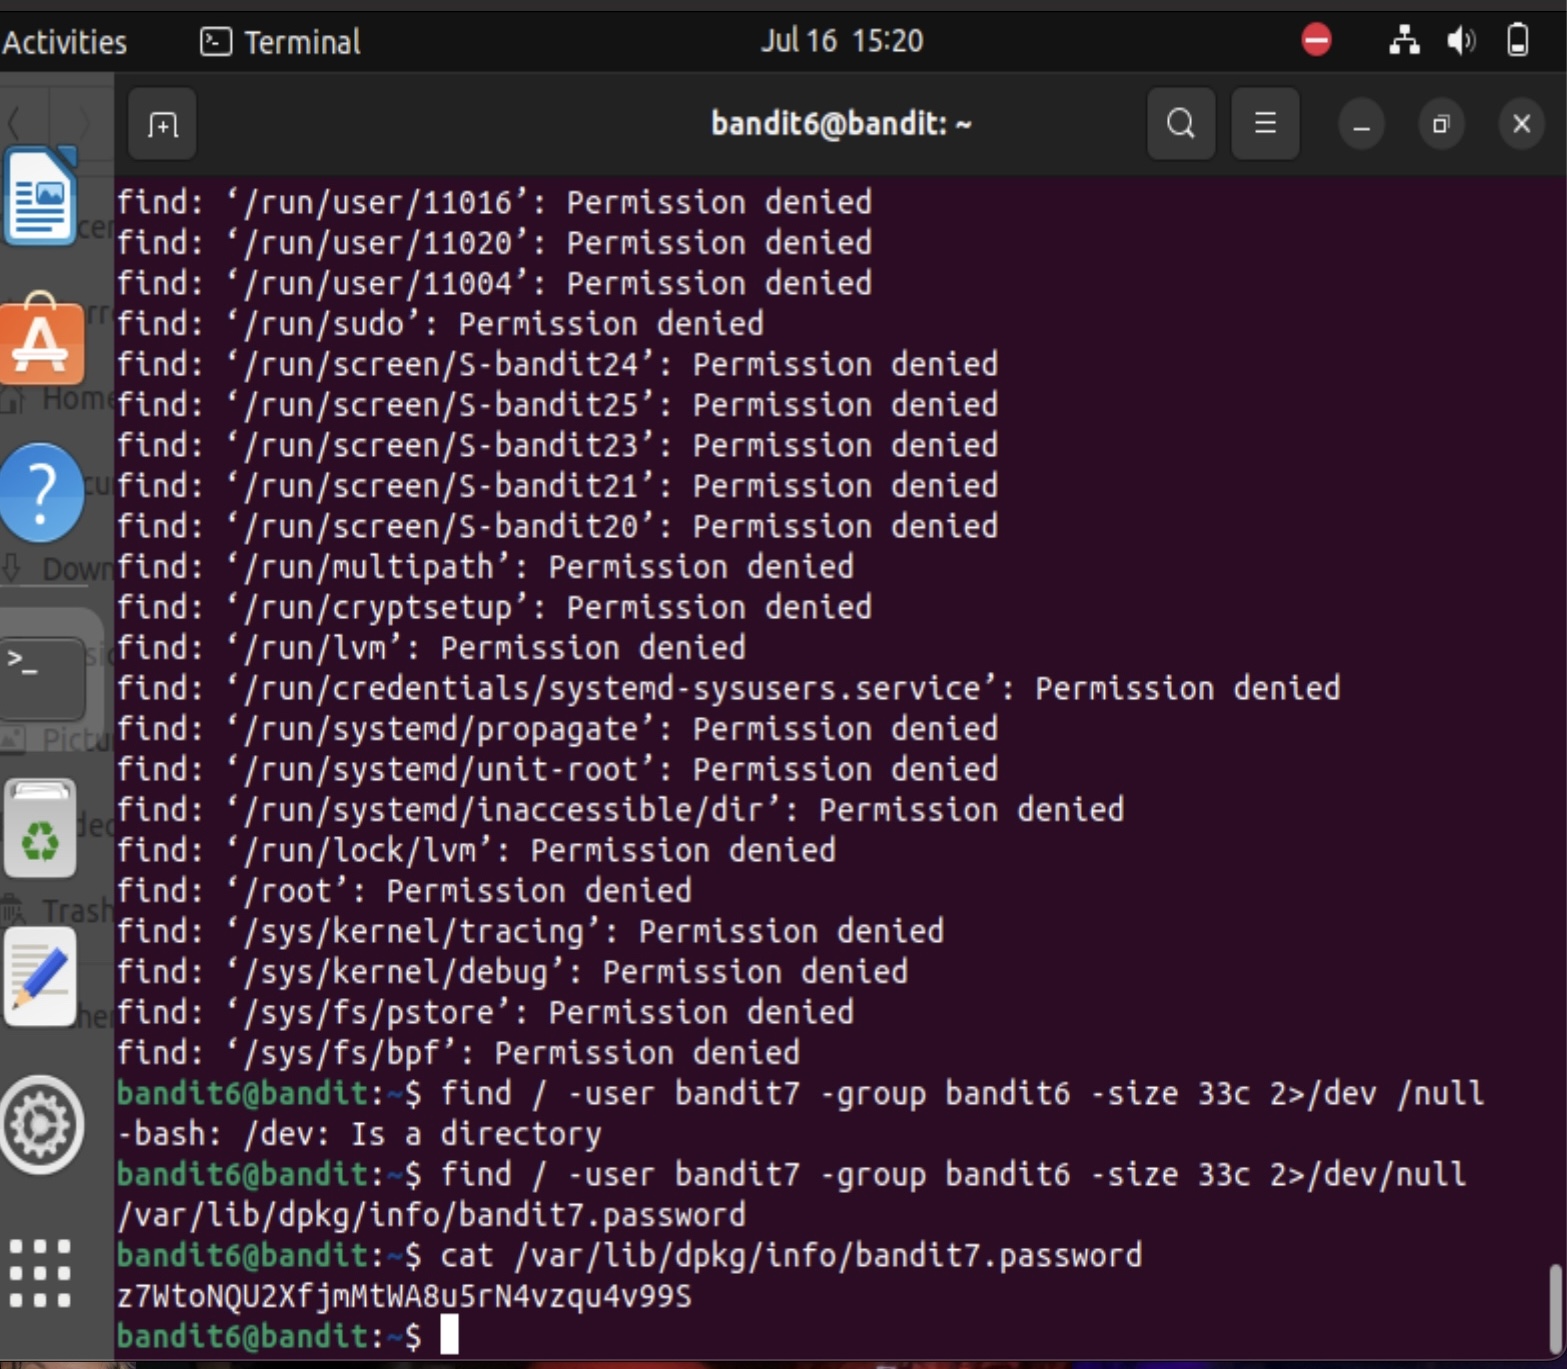 Activities Terminal Jul 16 15:20
bandit6@bandit: ~
find: ‘/run/user/11016’: Permission denied
find: ‘/run/user/11020’: Permission denied
find: ‘/run/user/11004’: Permission denied
find: ‘/run/sudo’: Permission denied
find: ‘/run/screen/S-bandit24’: Permission denied
find: ‘/run/screen/S-bandit25’: Permission denied
find: ‘/run/screen/S-bandit23’: Permission denied
find: ‘/run/screen/S-bandit21’: Permission denied
find: ‘/run/screen/S-bandit20’: Permission denied
find: ‘/run/multipath’: Permission denied
find: ‘/run/cryptsetup’: Permission denied
find: ‘/run/lvm’: Permission denied
find: ‘/run/credentials/systemd-sysusers.service’: Permission denied
find: ‘/run/systemd/propagate’: Permission denied
find: ‘/run/systemd/unit-root’: Permission denied
find: ‘/run/systemd/inaccessible/dir’: Permission denied
find: ‘/run/lock/lvm’: Permission denied
find: ‘/root’: Permission denied
find: ‘/sys/kernel/tracing’: Permission denied
find: ‘/sys/kernel/debug’: Permission denied
find: ‘/sys/fs/pstore’: Permission denied
find: ‘/sys/fs/bpf’: Permission denied
bandit6@bandit:~$ find / -user bandit7 -group bandit6 -size 33c 2>/dev /null
-bash: /dev: Is a directory
bandit6@bandit:~$ find / -user bandit7 -group bandit6 -size 33c 2>/dev/null
/var/lib/dpkg/info/bandit7.password
bandit6@bandit:~$ cat /var/lib/dpkg/info/bandit7.password
z7WtoNQU2XfjmMtWA8u5rN4vzqu4v99S
bandit6@bandit:~$
Home
Down
Pictu
Trash